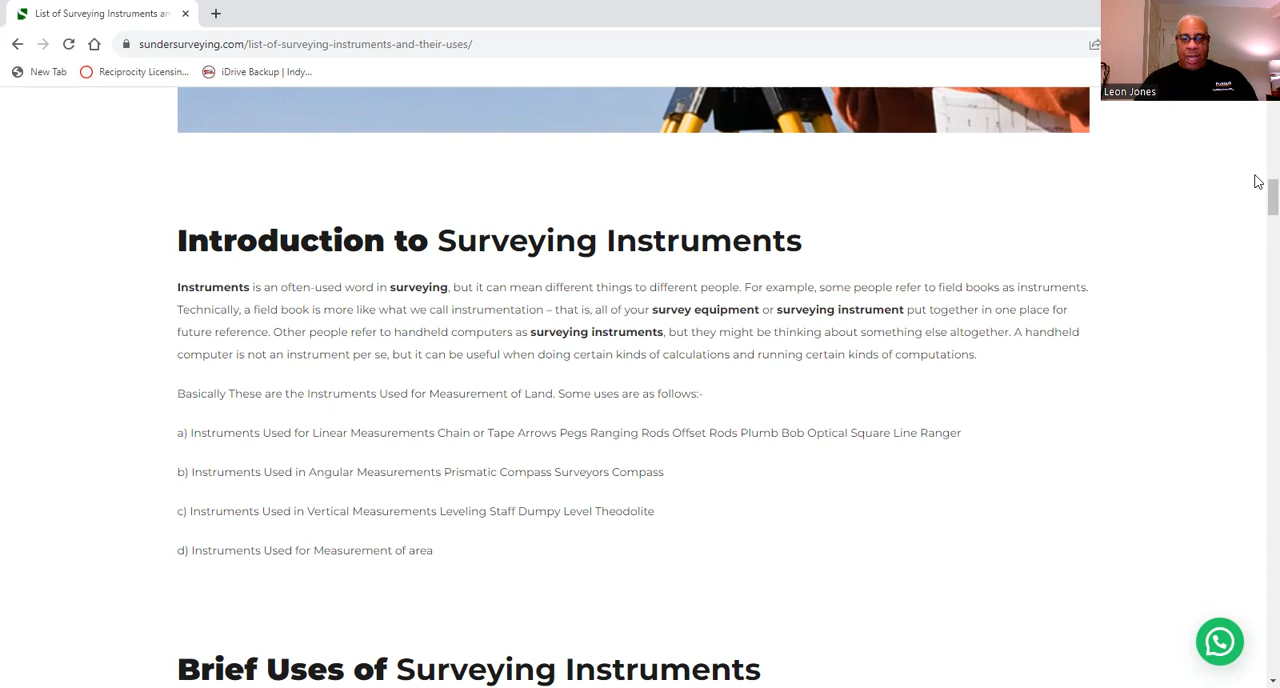 List of Surveying Instruments an
sundersurveying.com/list-of-surveying-instruments-and-their-uses/
New Tab
Reciprocity Licensin...
iDrive Backup | Indy...
Leon Jones
Introduction to Surveying Instruments
Instruments is an often-used word in surveying, but it can mean different things to different people. For example, some people refer to field books as instruments.
Technically, a field book is more like what we call instrumentation – that is, all of your survey equipment or surveying instrument put together in one place for
future reference. Other people refer to handheld computers as surveying instruments, but they might be thinking about something else altogether. A handheld
computer is not an instrument per se, but it can be useful when doing certain kinds of calculations and running certain kinds of computations.
Basically These are the Instruments Used for Measurement of Land. Some uses are as follows:-
a) Instruments Used for Linear Measurements Chain or Tape Arrows Pegs Ranging Rods Offset Rods Plumb Bob Optical Square Line Ranger
b) Instruments Used in Angular Measurements Prismatic Compass Surveyors Compass
c) Instruments Used in Vertical Measurements Leveling Staff Dumpy Level Theodolite
d) Instruments Used for Measurement of area
Brief Uses of Surveying Instruments